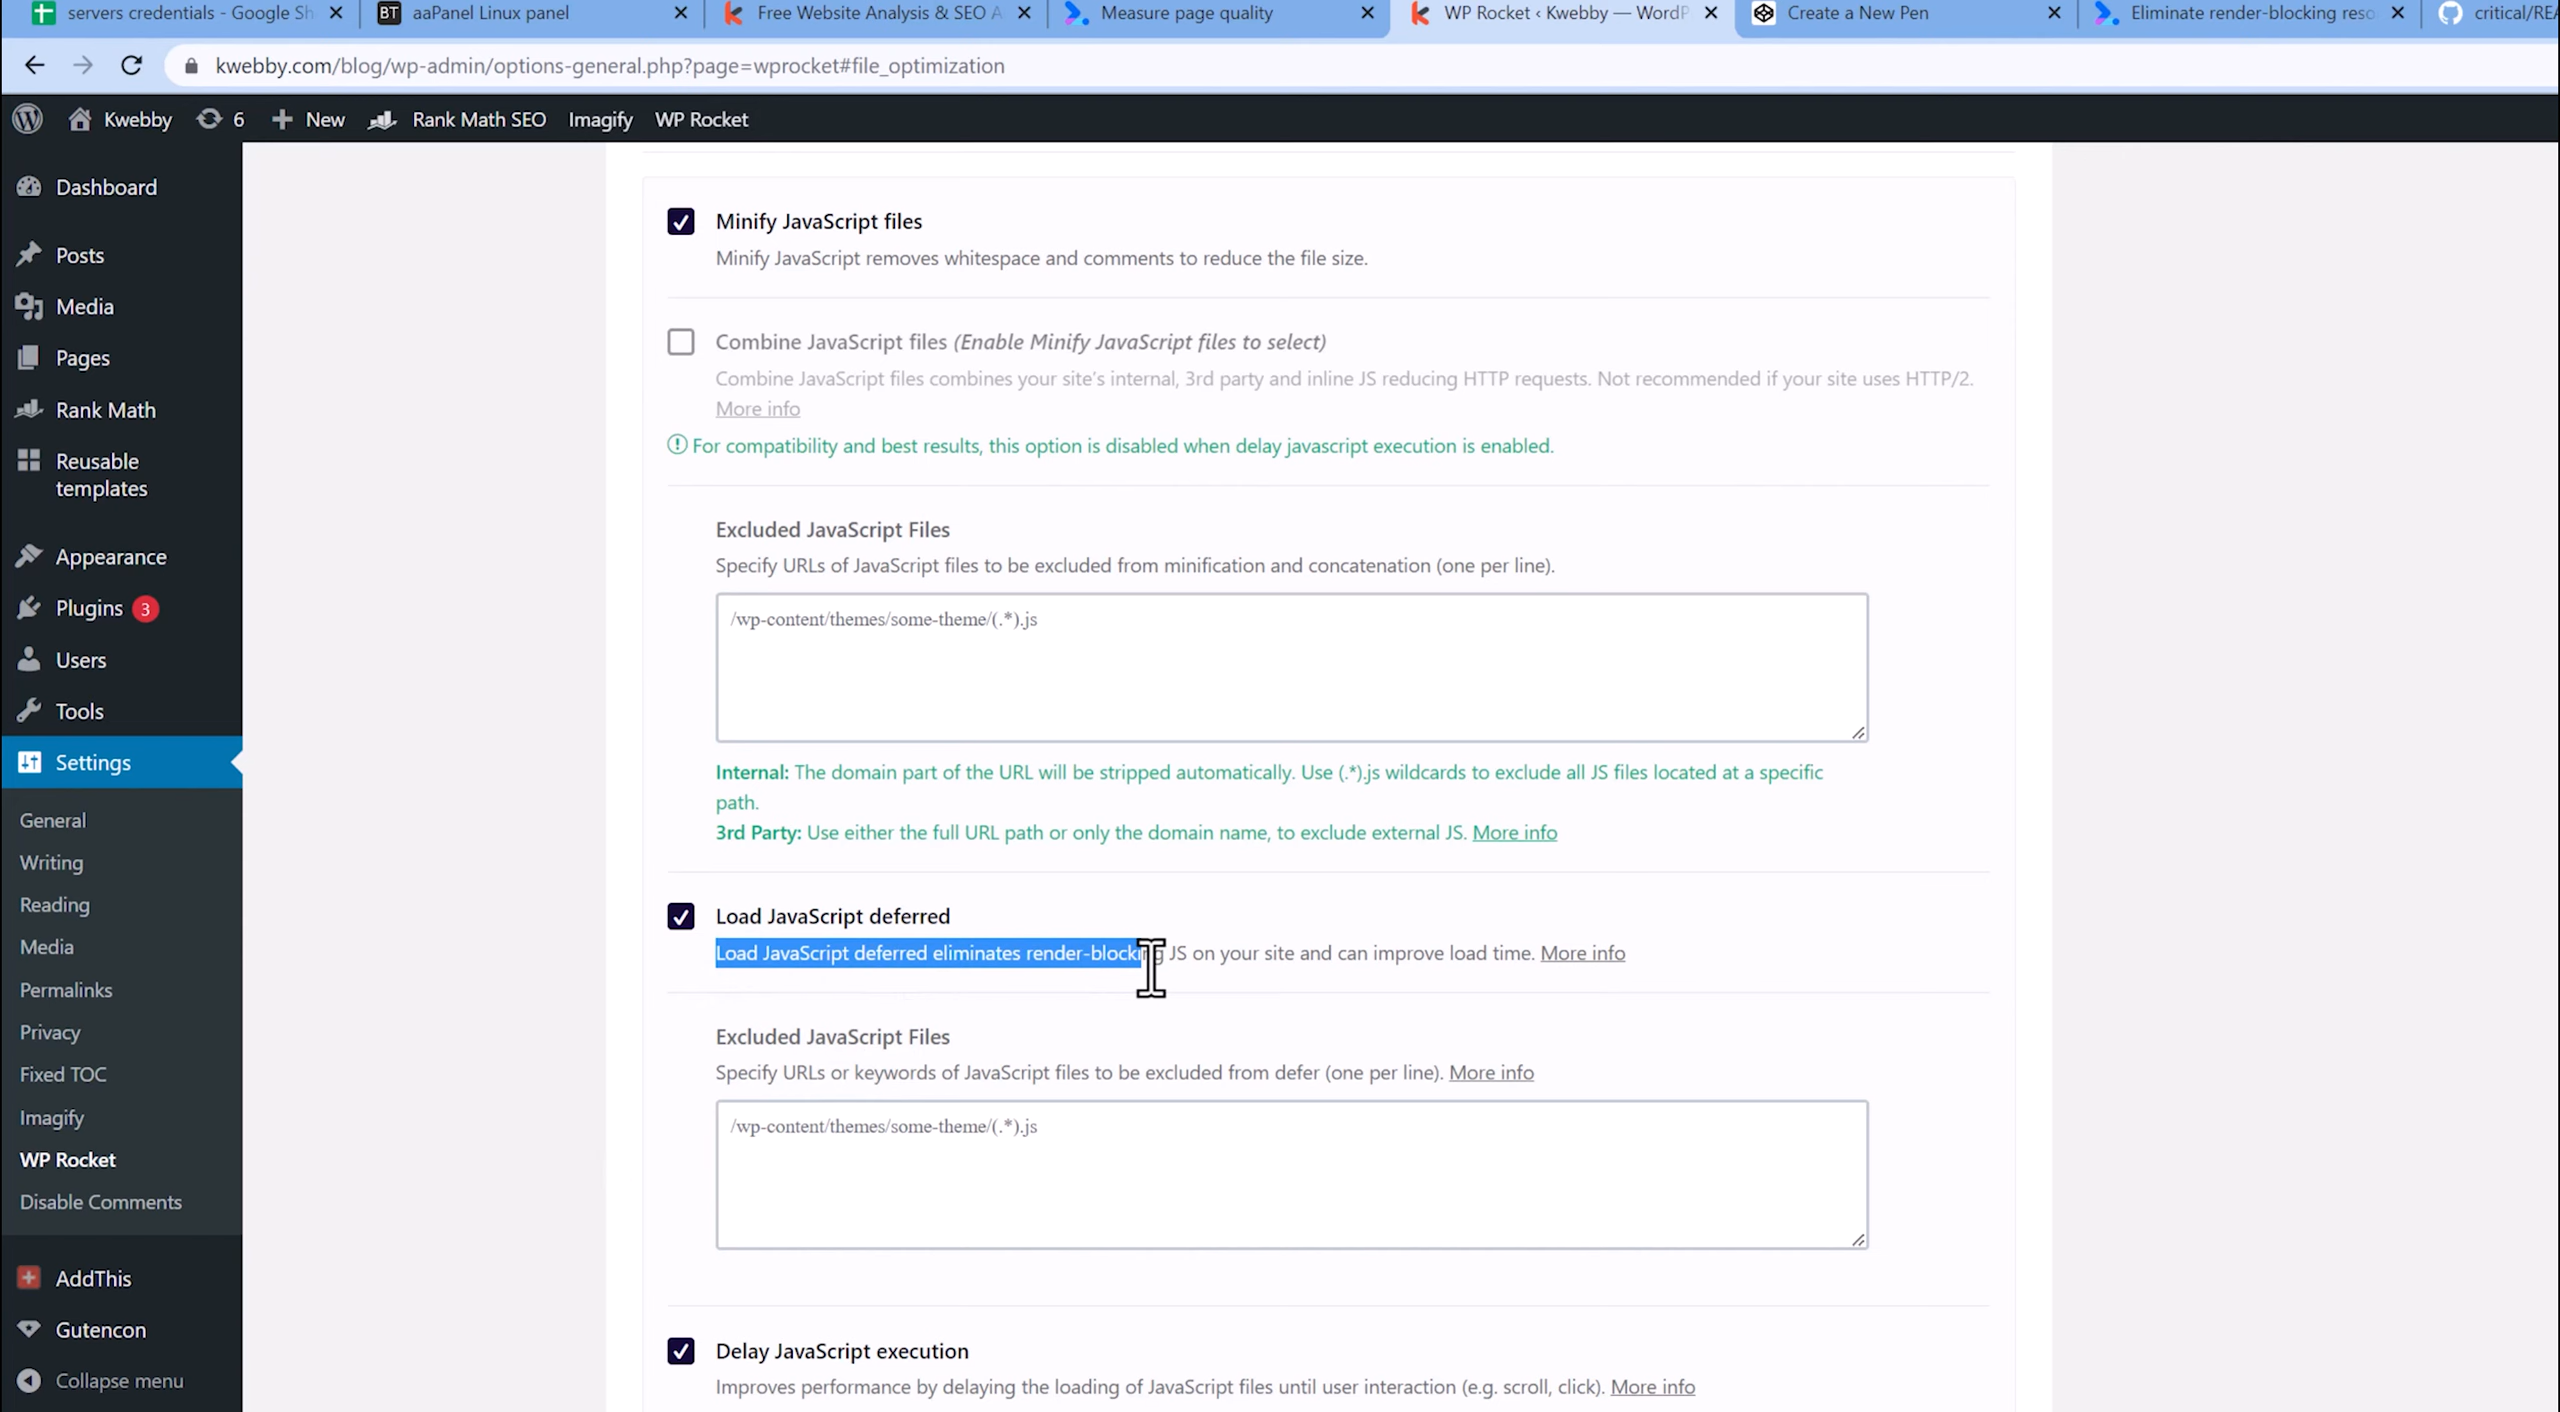 servers credentials - Google Sh
BT aaPanel Linux panel
Free Website Analysis & SEO A
Measure page quality
WP Rocket ‹ Kwebby — WordP
Create a New Pen
Eliminate render-blocking reso
critical/REA
kwebby.com/blog/wp-admin/options-general.php?page=wprocket#file_optimization
Kwebby 6 New Rank Math SEO Imagify WP Rocket
Dashboard
Posts
Media
Pages
Rank Math
Reusable
templates
Appearance
Plugins 3
Users
Tools
Settings
General
Writing
Reading
Media
Permalinks
Privacy
Fixed TOC
Imagify
WP Rocket
Disable Comments
AddThis
Gutencon
Collapse menu
Minify JavaScript files
Minify JavaScript removes whitespace and comments to reduce the file size.
Combine JavaScript files (Enable Minify JavaScript files to select)
Combine JavaScript files combines your site's internal, 3rd party and inline JS reducing HTTP requests. Not recommended if your site uses HTTP/2.
More info
For compatibility and best results, this option is disabled when delay javascript execution is enabled.
Excluded JavaScript Files
Specify URLs of JavaScript files to be excluded from minification and concatenation (one per line).
/wp-content/themes/some-theme/(.*).js
Internal: The domain part of the URL will be stripped automatically. Use (.*).js wildcards to exclude all JS files located at a specific
path.
3rd Party: Use either the full URL path or only the domain name, to exclude external JS. More info
Load JavaScript deferred
Load JavaScript deferred eliminates render-blocking JS on your site and can improve load time. More info
Excluded JavaScript Files
Specify URLs or keywords of JavaScript files to be excluded from defer (one per line). More info
/wp-content/themes/some-theme/(.*).js
Delay JavaScript execution
Improves performance by delaying the loading of JavaScript files until user interaction (e.g. scroll, click). More info